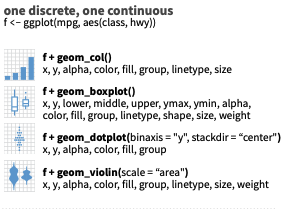 one discrete, one continuous
f <- ggplot(mpg, aes(class, hwy))
f + geom_col()
x, y, alpha, color, fill, group, linetype, size
f + geom_boxplot()
x, y, lower, middle, upper, ymax, ymin, alpha,
color, fill, group, linetype, shape, size, weight
f + geom_dotplot(binaxis = "y", stackdir = “center”)
x, y, alpha, color, fill, group
f + geom_violin(scale = “area”)
x, y, alpha, color, fill, group, linetype, size, weight